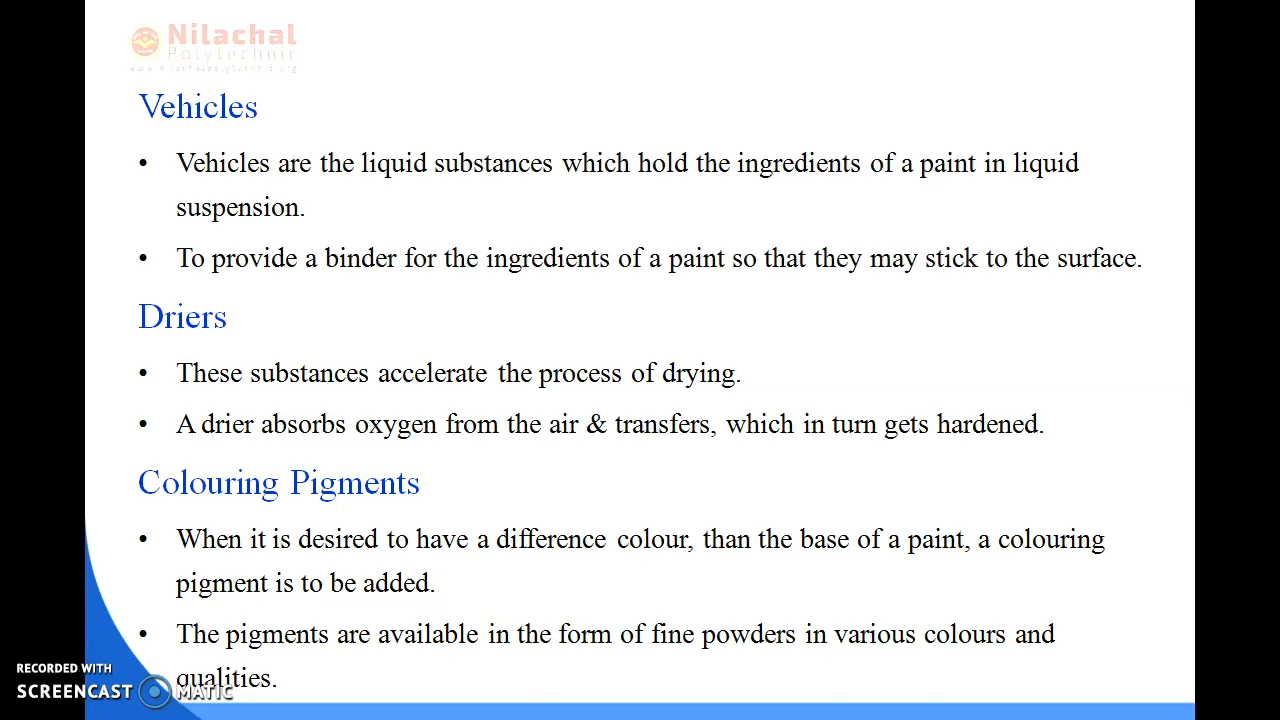 Nilachal
Polytechnic
www.nilachalpolytechnic.org
Vehicles
• Vehicles are the liquid substances which hold the ingredients of a paint in liquid
suspension.
• To provide a binder for the ingredients of a paint so that they may stick to the surface.
Driers
• These substances accelerate the process of drying.
• A drier absorbs oxygen from the air & transfers, which in turn gets hardened.
Colouring Pigments
• When it is desired to have a difference colour, than the base of a paint, a colouring
pigment is to be added.
• The pigments are available in the form of fine powders in various colours and
qualities.
RECORDED WITH
SCREENCAST MATIC